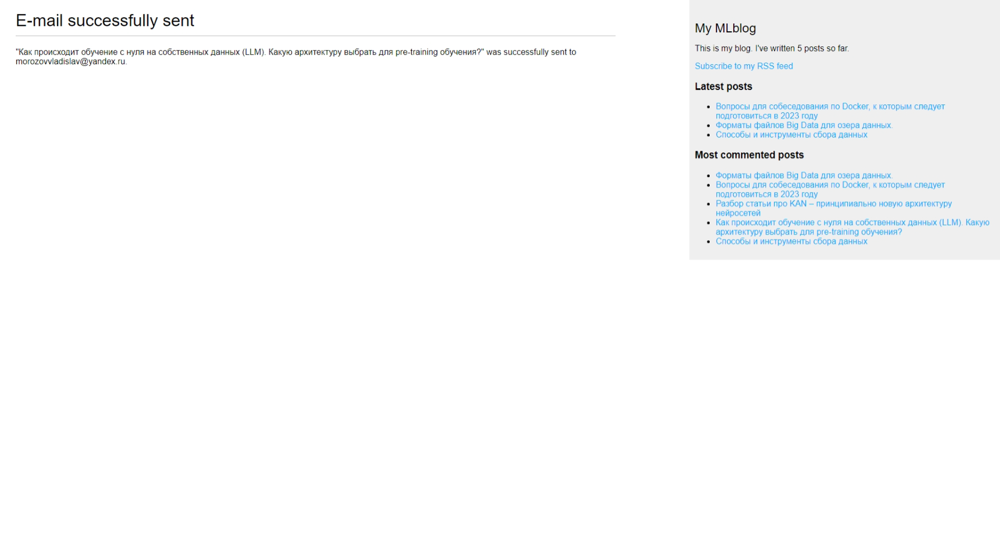 E-mail successfully sent
"Как происходит обучение с нуля на собственных данных (LLM). Какую архитектуру выбрать для pre-training обучения?" was successfully sent to
morozovvladislav@yandex.ru.
My MLblog
This is my blog. I've written 5 posts so far.
Subscribe to my RSS feed
Latest posts
Вопросы для собеседования по Docker, к которым следует
подготовиться в 2023 году
Форматы файлов Big Data для озера данных.
Способы и инструменты сбора данных
Most commented posts
Форматы файлов Big Data для озера данных.
Вопросы для собеседования по Docker, к которым следует
подготовиться в 2023 году
Разбор статьи про KAN – принципиально новую архитектуру
нейросетей
Как происходит обучение с нуля на собственных данных (LLM). Какую
архитектуру выбрать для pre-training обучения?
Способы и инструменты сбора данных